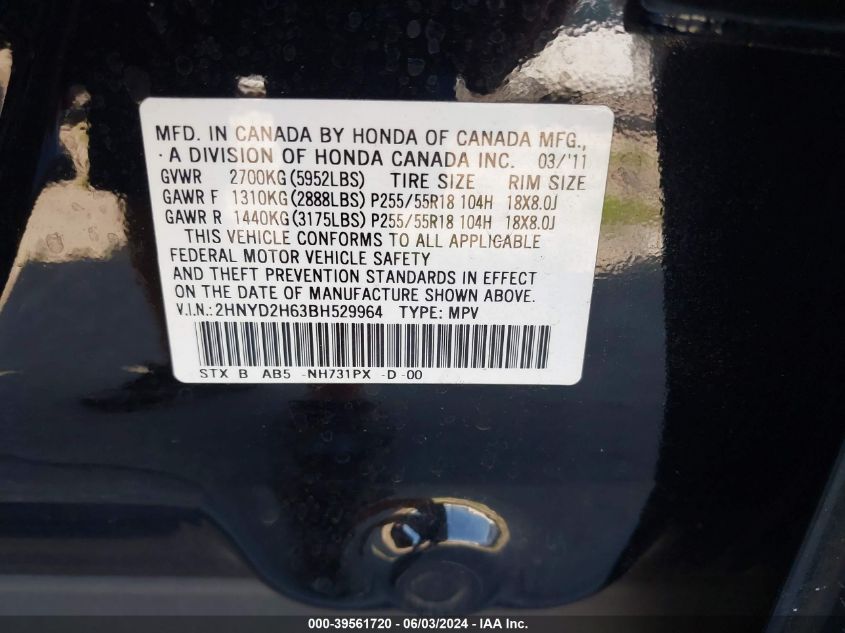 MFD. IN CANADA BY HONDA OF CANADA MFG.,
A DIVISION OF HONDA CANADA INC. 03/'11
GVWR 2700KG(5952LBS) TIRE SIZE RIM SIZE
GAWR F 1310KG(2888LBS) P255/55R18 104H 18X8.0J
GAWR R 1440KG(3175LBS) P255/55R18 104H 18X8.0J
THIS VEHICLE CONFORMS TO ALL APPLICABLE
FEDERAL MOTOR VEHICLE SAFETY
AND THEFT PREVENTION STANDARDS IN EFFECT
ON THE DATE OF MANUFACTURE SHOWN ABOVE.
V.I.N.: 2HNYD2H63BH529964 TYPE: MPV
STX B AB5 -NH731PX -D-00
000-39561720 - 06/03/2024 - IAAI Inc.